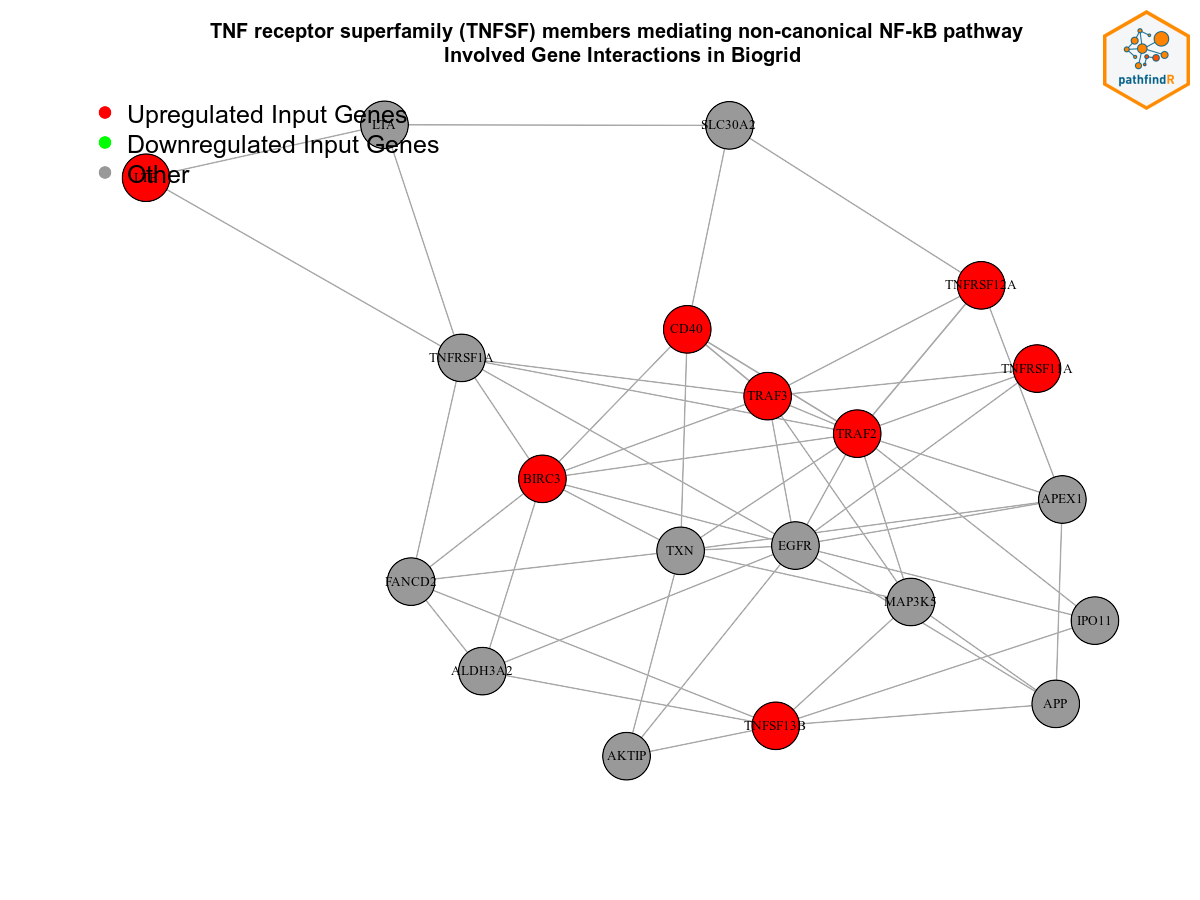 TNF receptor superfamily (TNFSF) members mediating non-canonical NF-kB pathway
Involved Gene Interactions in Biogrid
pathfindR
Upregulated Input Genes
Downregulated Input Genes
Other
LTA
SLC30A2
TNFRSF12A
CD40
TNFRSF1A
TNFRSF11A
TRAF3
TRAF2
BIRC3
APEX1
TXN
EGFR
FANCD2
MAP3K5
IPO11
ALDH3A2
APP
TNFSF13B
AKTIP